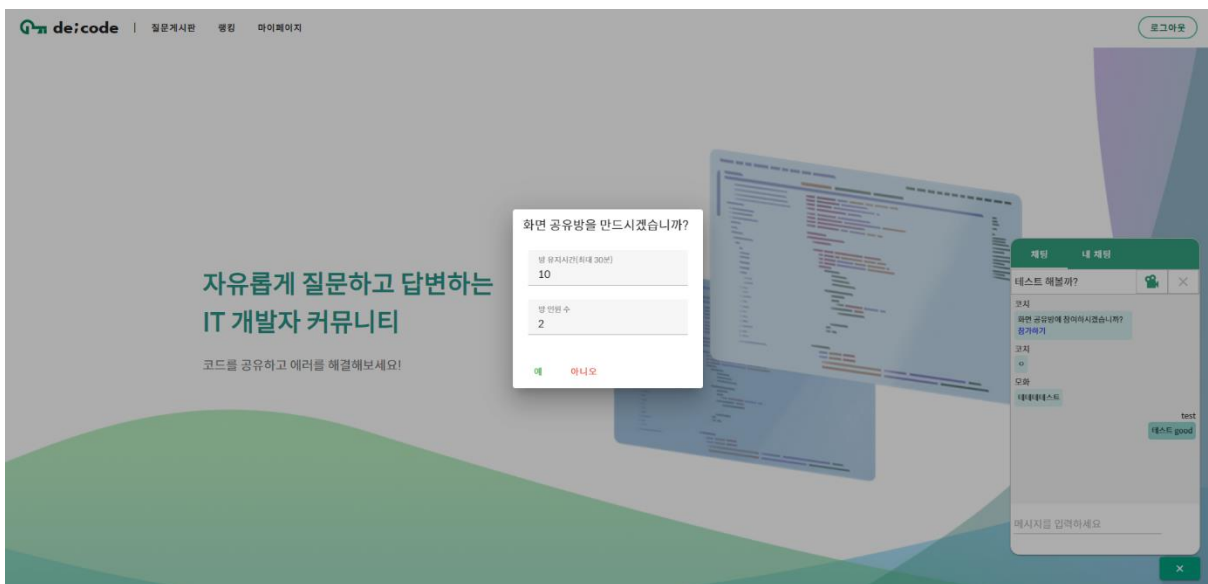 de;code | 질문게시판 랭킹 마이페이지 로그아웃
화면 공유방을 만드시겠습니까?
방 유지시간(최대 30분)
10
방 인원 수
2
예 아니오
자유롭게 질문하고 답변하는
IT 개발자 커뮤니티
코드를 공유하고 에러를 해결해보세요!
채팅 내 채팅
테스트 해볼까?
코지
화면 공유방에 참여하시겠습니까?
참가하기
코지
ㅇ
모화
테테테테스트
test
테스트 good
메시지를 입력하세요